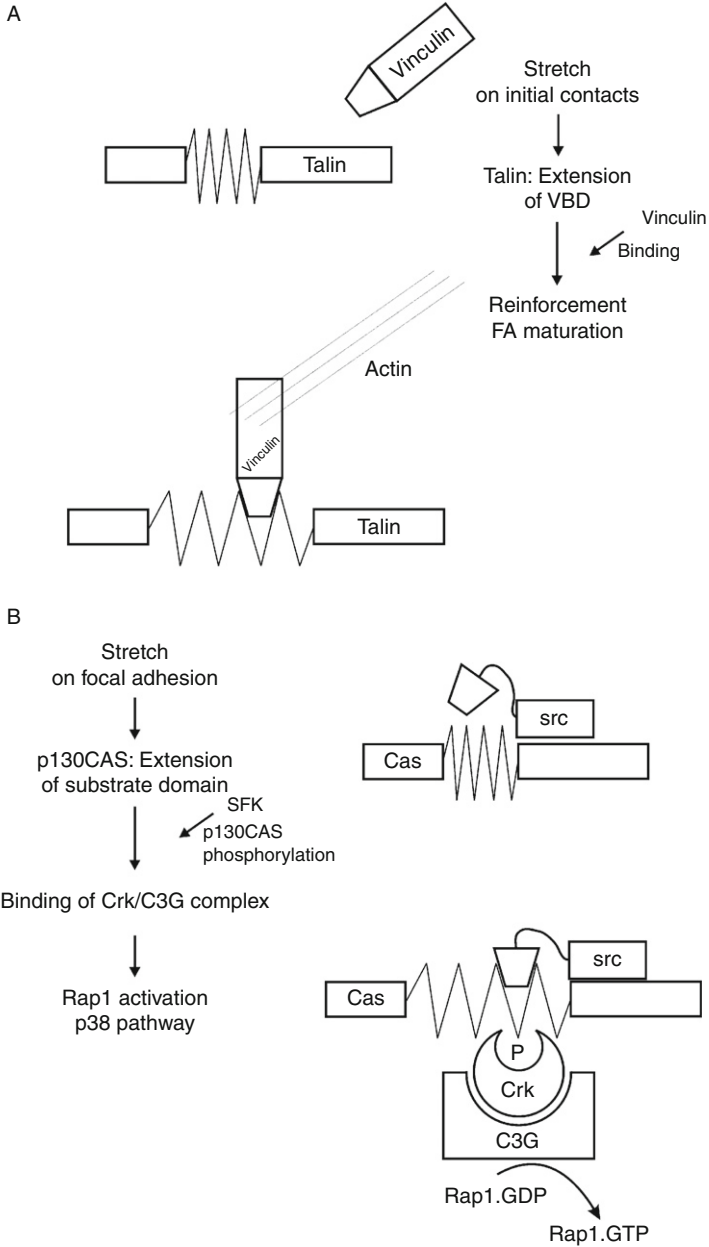 A
Vinculin
Stretch
on initial contacts
Talin
Talin: Extension
of VBD
Vinculin
Binding
Reinforcement
FA maturation
Actin
Vinculin
Talin
B
Stretch
on focal adhesion
src
p130CAS: Extension
of substrate domain
Cas
SFK
p130CAS
phosphorylation
Binding of Crk/C3G complex
src
Rap1 activation
p38 pathway
Cas
P
Crk
C3G
Rap1.GDP
Rap1.GTP